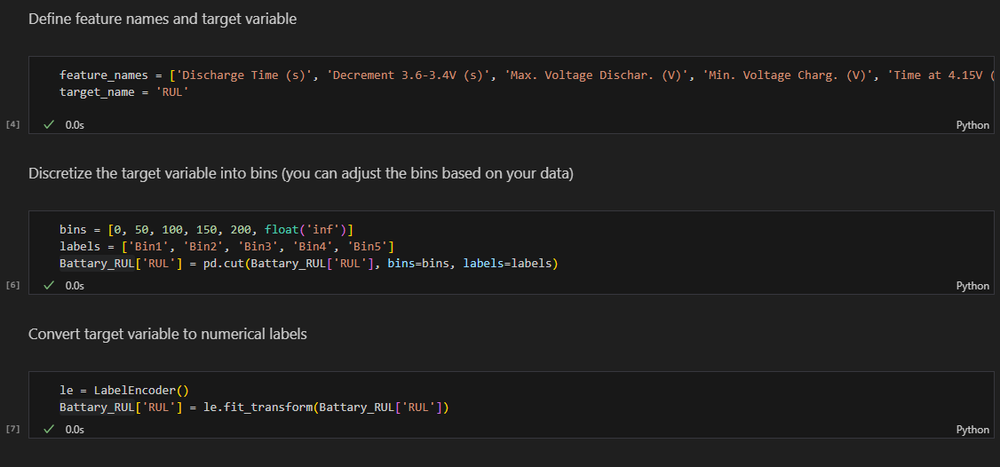 Define feature names and target variable
feature_names = ['Discharge Time (s)', 'Decrement 3.6-3.4V (s)', 'Max. Voltage Dischar. (V)', 'Min. Voltage Charg. (V)', 'Time at 4.15V (
target_name = 'RUL'
[4]
0.0s
Python
Discretize the target variable into bins (you can adjust the bins based on your data)
bins = [0, 50, 100, 150, 200, float('inf')]
labels = ['Bin1', 'Bin2', 'Bin3', 'Bin4', 'Bin5']
Battary_RUL['RUL'] = pd.cut(Battary_RUL['RUL'], bins=bins, labels=labels)
[6]
0.0s
Python
Convert target variable to numerical labels
le = LabelEncoder()
Battary_RUL['RUL'] = le.fit_transform(Battary_RUL['RUL'])
[7]
0.0s
Python